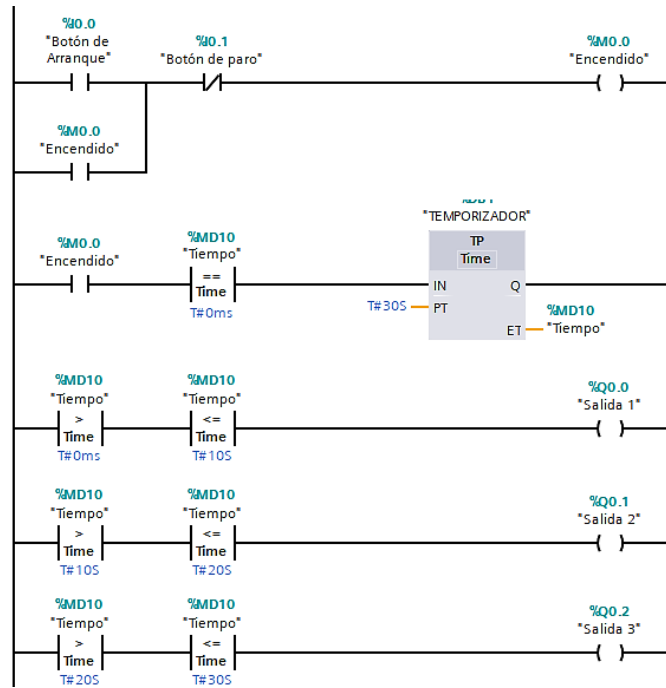 %I0.0
"Botón de
Arranque"
%I0.1
"Botón de paro"
%M0.0
"Encendido"
%M0.0
"Encendido"
%M0.0
"Encendido"
%MD10
"Tiempo"
==
Time
T#0ms
%DB1
"TEMPORIZADOR"
TP
Time
IN
Q
T#30S
PT
ET
%MD10
"Tiempo"
%MD10
"Tiempo"
>
Time
T#0ms
%MD10
"Tiempo"
<=
Time
T#10S
%Q0.0
"Salida 1"
%MD10
"Tiempo"
>
Time
T#10S
%MD10
"Tiempo"
<=
Time
T#20S
%Q0.1
"Salida 2"
%MD10
"Tiempo"
>
Time
T#20S
%MD10
"Tiempo"
<=
Time
T#30S
%Q0.2
"Salida 3"